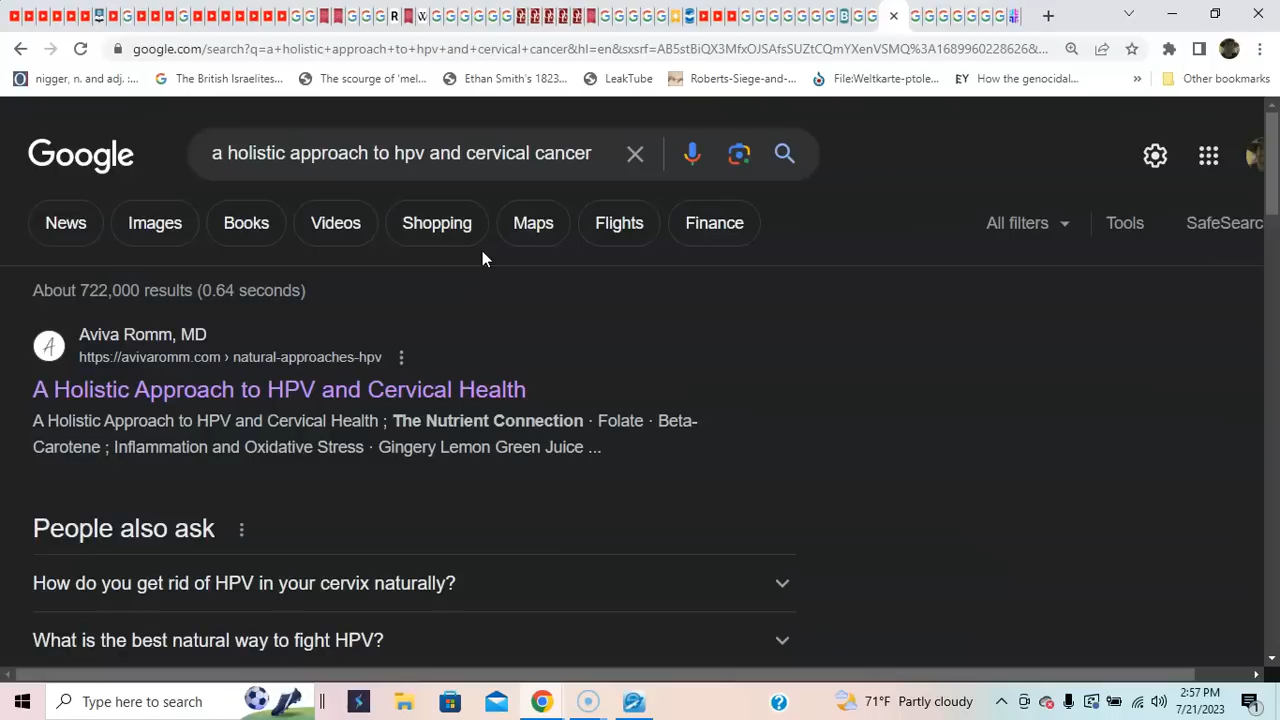 google.com/search?q=a+holistic+approach+to+hpv+and+cervical+cancer&hl=en&sxsrf=AB5stBiQX3MfxOJSAfsSUZtCQmYXenVSMQ%3A1689960228626&...
nigger, n. and adj. :...
The British Israelites...
The scourge of 'mel...
Ethan Smith's 1823...
LeakTube
Roberts-Siege-and-...
File:Weltkarte-ptole...
EY How the genocidal...
»
Other bookmarks
Google
a holistic approach to hpv and cervical cancer
News Images Books Videos Shopping Maps Flights Finance All filters Tools SafeSearc
About 722,000 results (0.64 seconds)
Aviva Romm, MD
https://avivaromm.com › natural-approaches-hpv
A Holistic Approach to HPV and Cervical Health
A Holistic Approach to HPV and Cervical Health ; The Nutrient Connection · Folate · Beta-
Carotene ; Inflammation and Oxidative Stress · Gingery Lemon Green Juice ...
People also ask
How do you get rid of HPV in your cervix naturally?
What is the best natural way to fight HPV?
Type here to search
71°F Partly cloudy
2:57 PM
7/21/2023